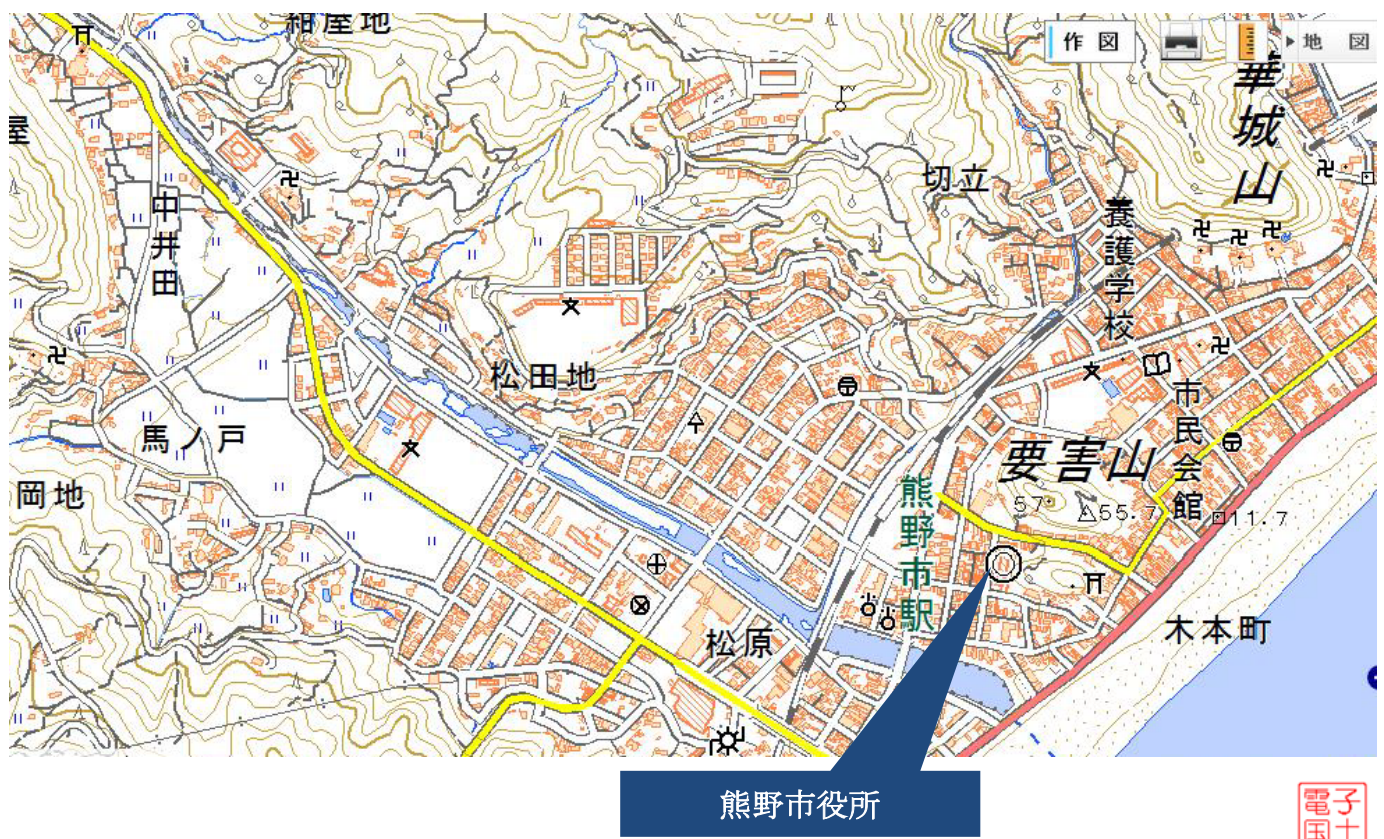 紺屋地
作 図
地 図
華城山
屋
切立
中井田
養護学校
松田地
市民会館
馬ノ戸
要害山
岡地
熊野市駅
57
55.7
11.7
松原
木本町
熊野市役所
電子
国土